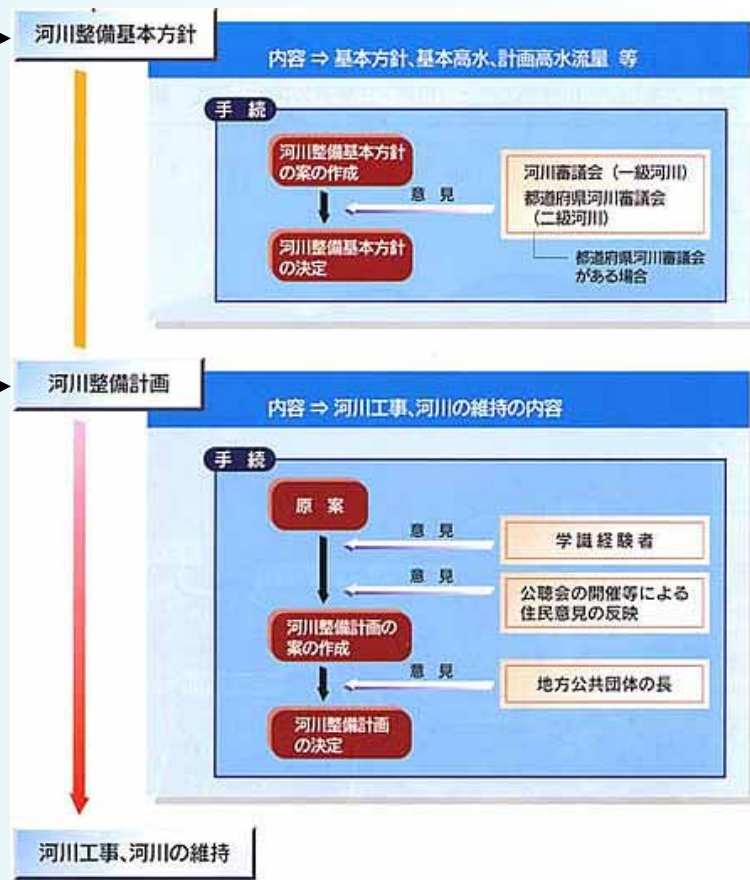 河川整備基本方針
内容 ⇒ 基本方針、基本高水、計画高水流量 等
手 続
河川整備基本方針
の案の作成
意 見
河川審議会（一級河川）
都道府県河川審議会
（二級河川）
河川整備基本方針
の決定
都道府県河川審議会
がある場合
河川整備計画
内容 ⇒ 河川工事、河川の維持の内容
手 続
原 案
意 見
学識経験者
意 見
公聴会の開催等による
住民意見の反映
河川整備計画の
案の作成
意 見
地方公共団体の長
河川整備計画
の決定
河川工事、河川の維持